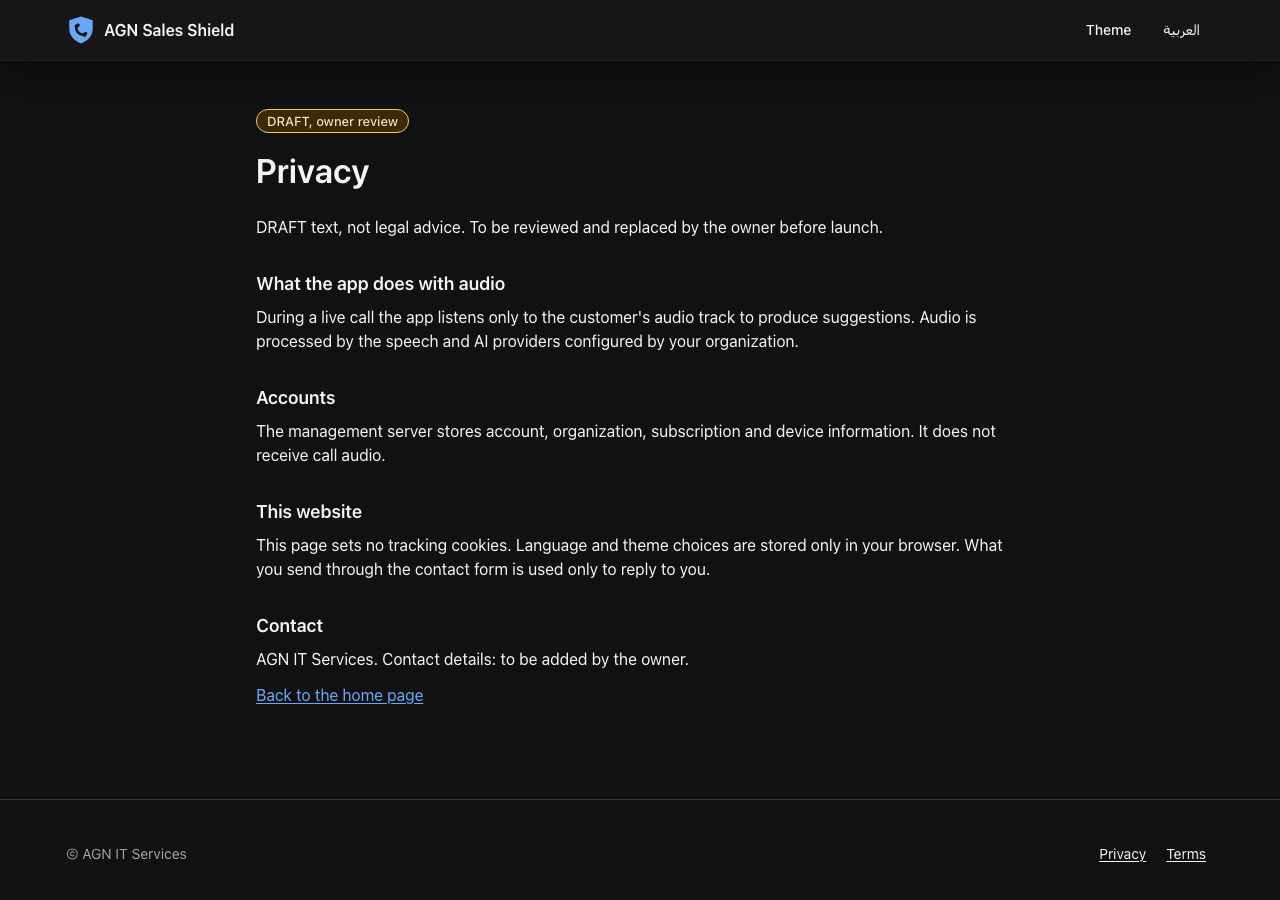 AGN Sales Shield
Theme
العربية
DRAFT, owner review
Privacy
DRAFT text, not legal advice. To be reviewed and replaced by the owner before launch.
What the app does with audio
During a live call the app listens only to the customer's audio track to produce suggestions. Audio is
processed by the speech and AI providers configured by your organization.
Accounts
The management server stores account, organization, subscription and device information. It does not
receive call audio.
This website
This page sets no tracking cookies. Language and theme choices are stored only in your browser. What
you send through the contact form is used only to reply to you.
Contact
AGN IT Services. Contact details: to be added by the owner.
Back to the home page
© AGN IT Services
Privacy
Terms